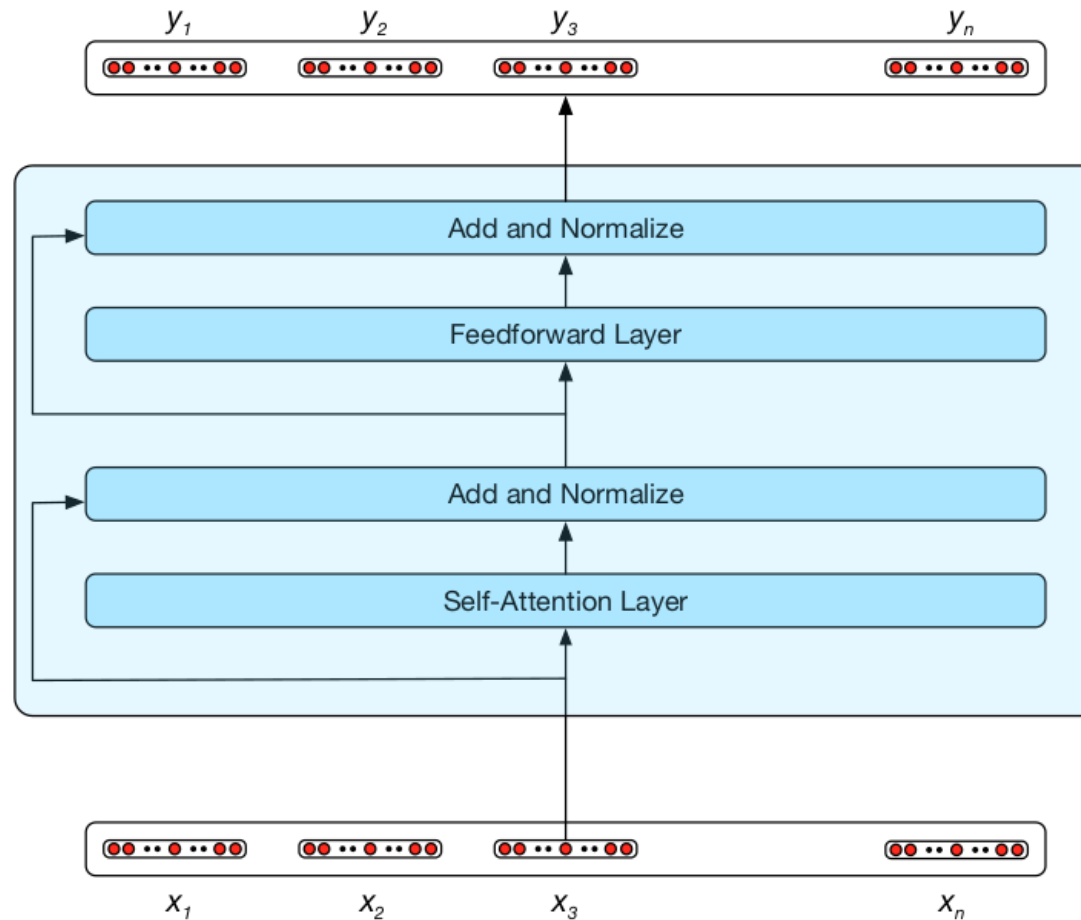 y1 y2 y3 yn
Add and Normalize
Feedforward Layer
Add and Normalize
Self-Attention Layer
x1 x2 x3 xn